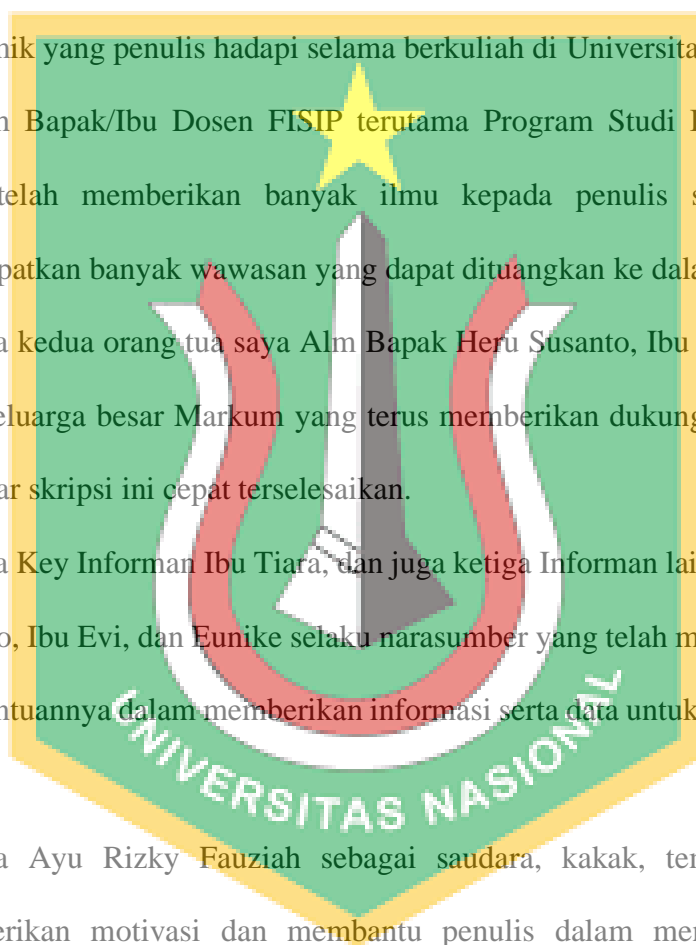 nik yang penulis hadapi selama berkuliah di Universita
Bapak/Ibu Dosen FISIP terutama Program Studi
telah memberikan banyak ilmu kepada penulis s
patkan banyak wawasan yang dapat dituangkan ke dala
a kedua orang tua saya Alm Bapak Heru Susanto, Ibu
eluarga besar Markum yang terus memberikan dukung
ar skripsi ini cepat terselesaikan.
a Key Informan Ibu Tiara, dan juga ketiga Informan lai
o, Ibu Evi, dan Eunike selaku narasumber yang telah m
ntuannya dalam memberikan informasi serta data untuk
UNIVERSITAS NASIONAL
a Ayu Rizky Fauziah sebagai saudara, kakak, ter
erikan motivasi dan membantu penulis dalam me